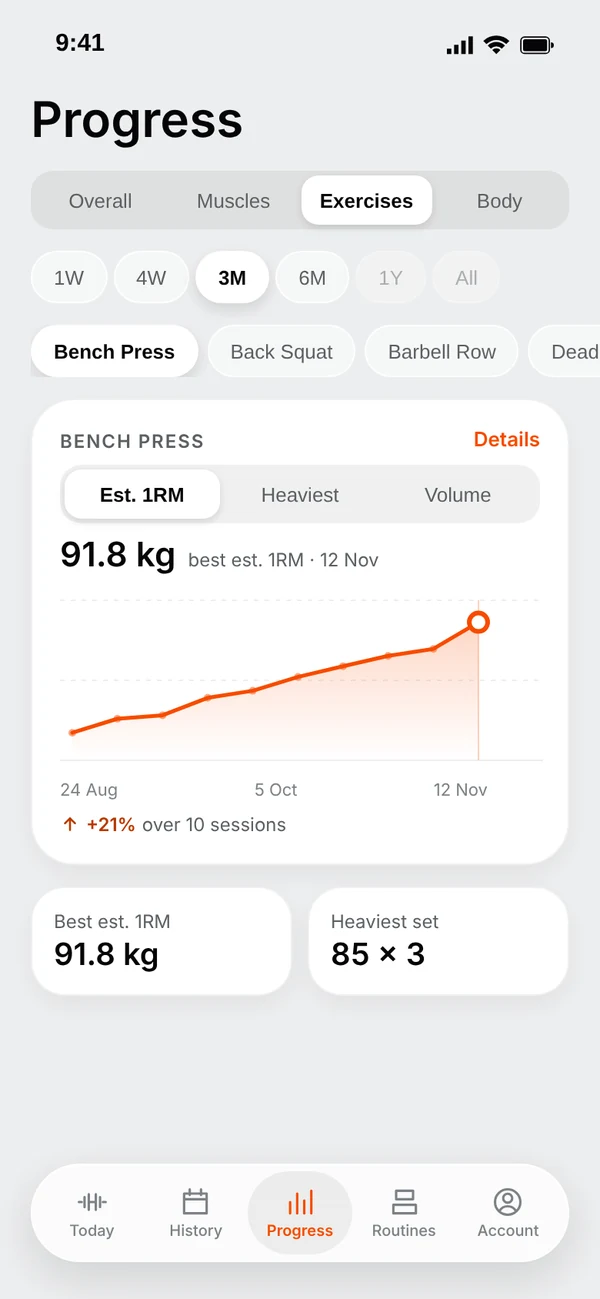 9:41
Progress
Overall Muscles Exercises Body
1W 4W 3M 6M 1Y All
Bench Press Back Squat Barbell Row Dead
BENCH PRESS Details
Est. 1RM Heaviest Volume
91.8 kg best est. 1RM · 12 Nov
24 Aug 5 Oct 12 Nov
↑ +21% over 10 sessions
Best est. 1RM Heaviest set
91.8 kg 85 × 3
Today History Progress Routines Account